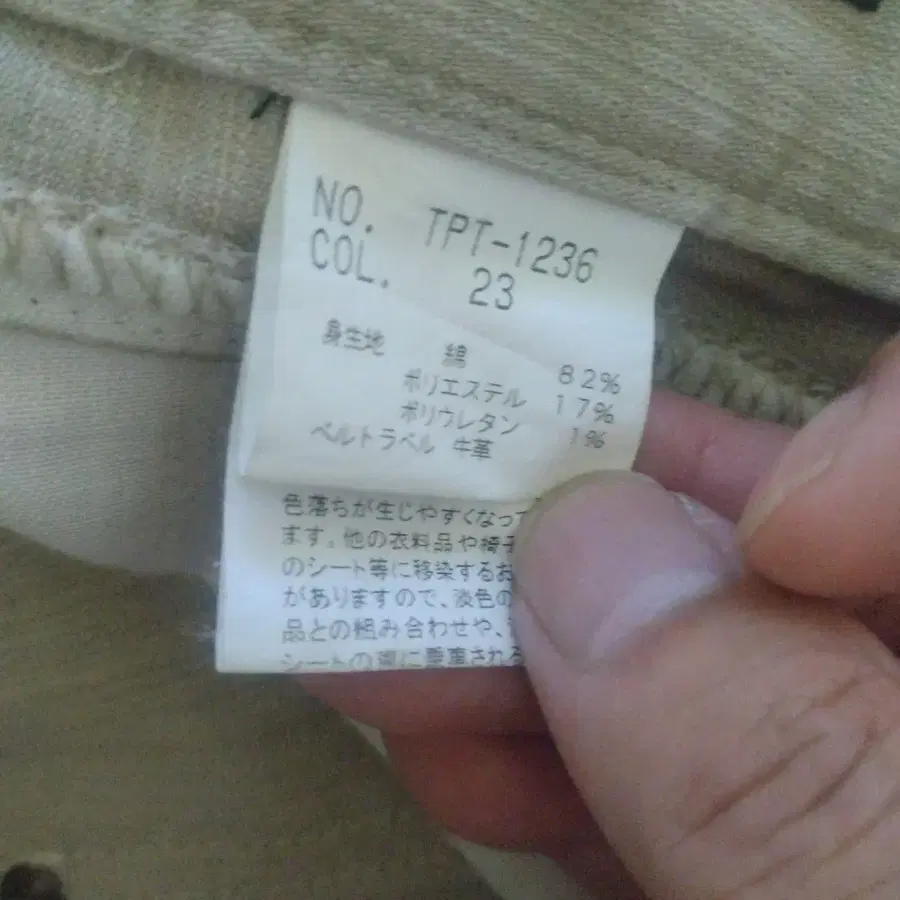 NO. TPT-1236
COL. 23
身生地 綿 82%
ポリエステル 17%
ポリウレタン 1%
ベルトラベル 牛革
色落ちが生じやすくなって
ます。他の衣料品や椅子
のシート等に移染するお
がありますので、淡色の
品との組み合わせや、
シートの